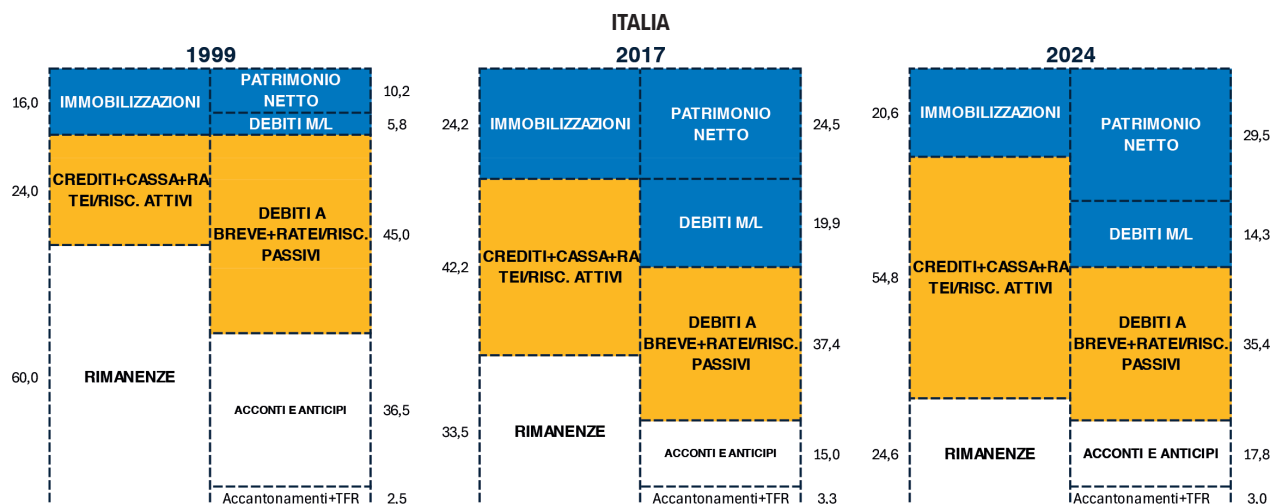 ITALIA
1999
16,0
IMMOBILIZZAZIONI
PATRIMONIO
NETTO
10,2
DEBITI M/L
5,8
24,0
CREDITI+CASSA+RA
TEI/RISC. ATTIVI
DEBITI A
BREVE+RATEI/RISC.
PASSIVI
45,0
60,0
RIMANENZE
ACCONTI E ANTICIPI
36,5
Accantonamenti+TFR
2,5
2017
24,2
IMMOBILIZZAZIONI
PATRIMONIO
NETTO
24,5
DEBITI M/L
19,9
42,2
CREDITI+CASSA+RA
TEI/RISC. ATTIVI
DEBITI A
BREVE+RATEI/RISC.
PASSIVI
37,4
33,5
RIMANENZE
ACCONTI E ANTICIPI
15,0
Accantonamenti+TFR
3,3
2024
20,6
IMMOBILIZZAZIONI
PATRIMONIO
NETTO
29,5
DEBITI M/L
14,3
54,8
CREDITI+CASSA+RA
TEI/RISC. ATTIVI
DEBITI A
BREVE+RATEI/RISC.
PASSIVI
35,4
24,6
RIMANENZE
ACCONTI E ANTICIPI
17,8
Accantonamenti+TFR
3,0